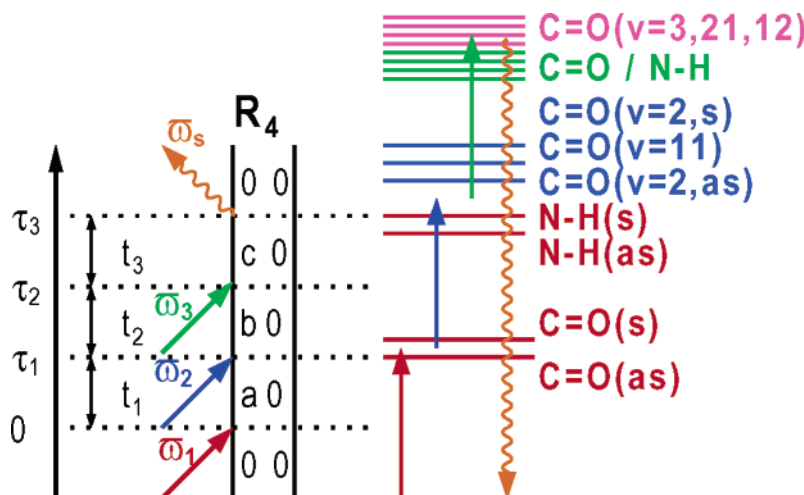 R₄
ϖₛ
0 0
τ₃
t₃
c 0
τ₂
ϖ₃
t₂
b 0
τ₁
ϖ₂
t₁
a 0
0
ϖ₁
0 0
C=O(v=3,21,12)
C=O / N-H
C=O(v=2,s)
C=O(v=11)
C=O(v=2,as)
N-H(s)
N-H(as)
C=O(s)
C=O(as)